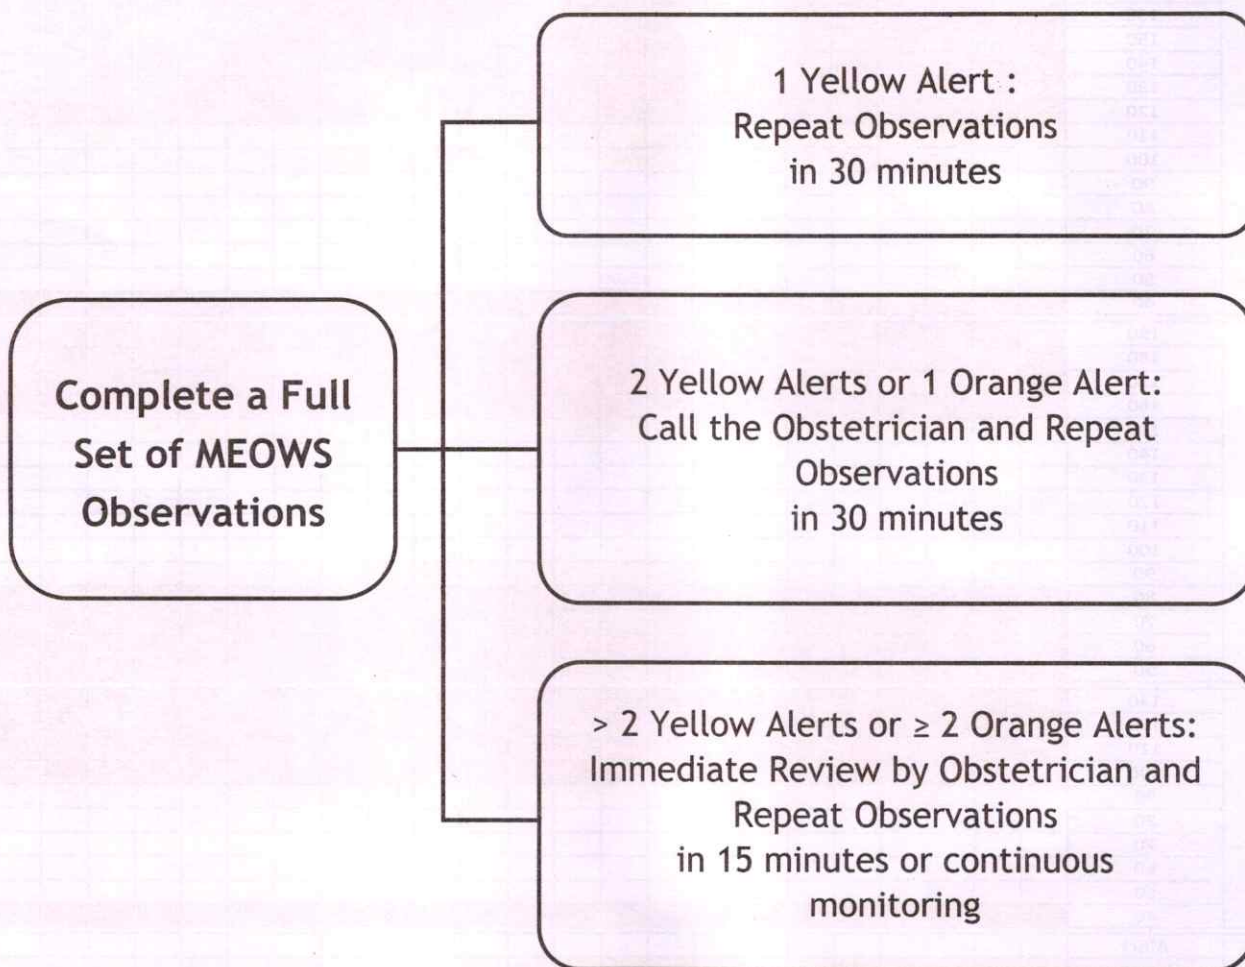 Complete a Full
Set of MEOWS
Observations
1 Yellow Alert :
Repeat Observations
in 30 minutes
2 Yellow Alerts or 1 Orange Alert:
Call the Obstetrician and Repeat
Observations
in 30 minutes
> 2 Yellow Alerts or ≥ 2 Orange Alerts:
Immediate Review by Obstetrician and
Repeat Observations
in 15 minutes or continuous
monitoring